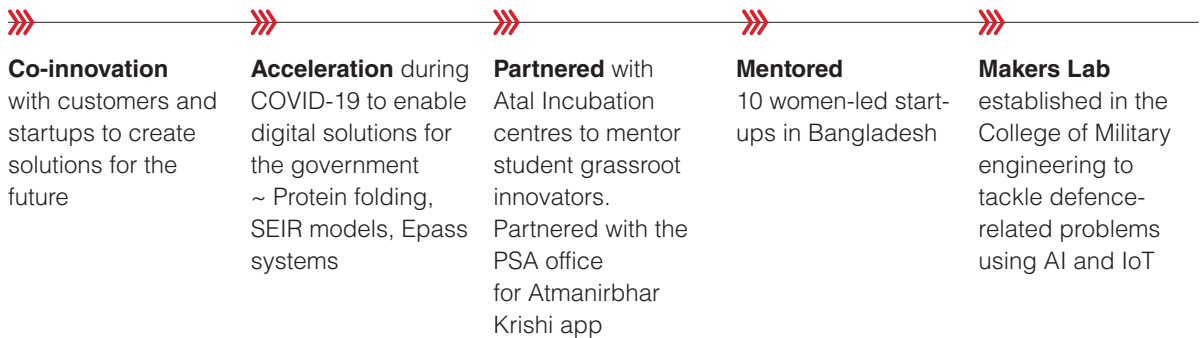 Co-innovation
with customers and
startups to create
solutions for the
future
Acceleration during
COVID-19 to enable
digital solutions for
the government
~ Protein folding,
SEIR models, Epass
systems
Partnered with
Atal Incubation
centres to mentor
student grassroot
innovators.
Partnered with the
PSA office
for Atmanirbhar
Krishi app
Mentored
10 women-led start-
ups in Bangladesh
Makers Lab
established in the
College of Military
engineering to
tackle defence-
related problems
using AI and IoT